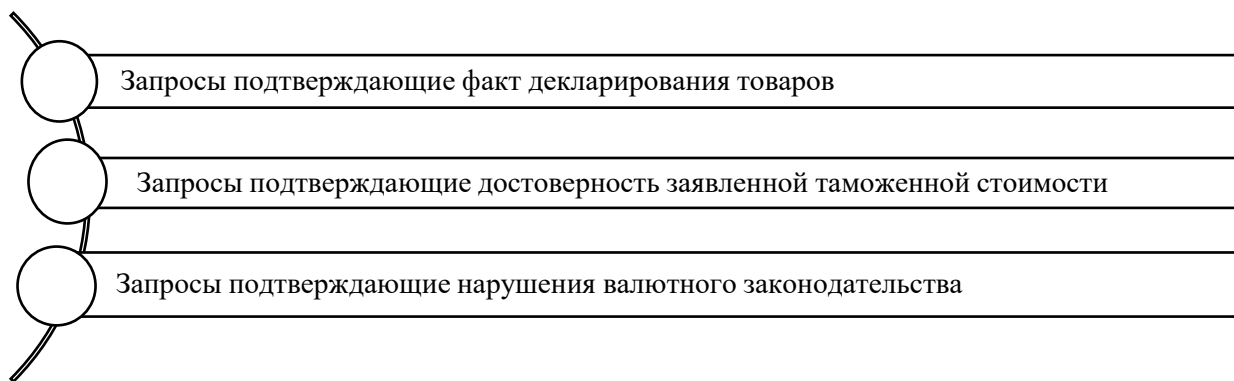 Запросы подтверждающие факт декларирования товаров
Запросы подтверждающие достоверность заявленной таможенной стоимости
Запросы подтверждающие нарушения валютного законодательства